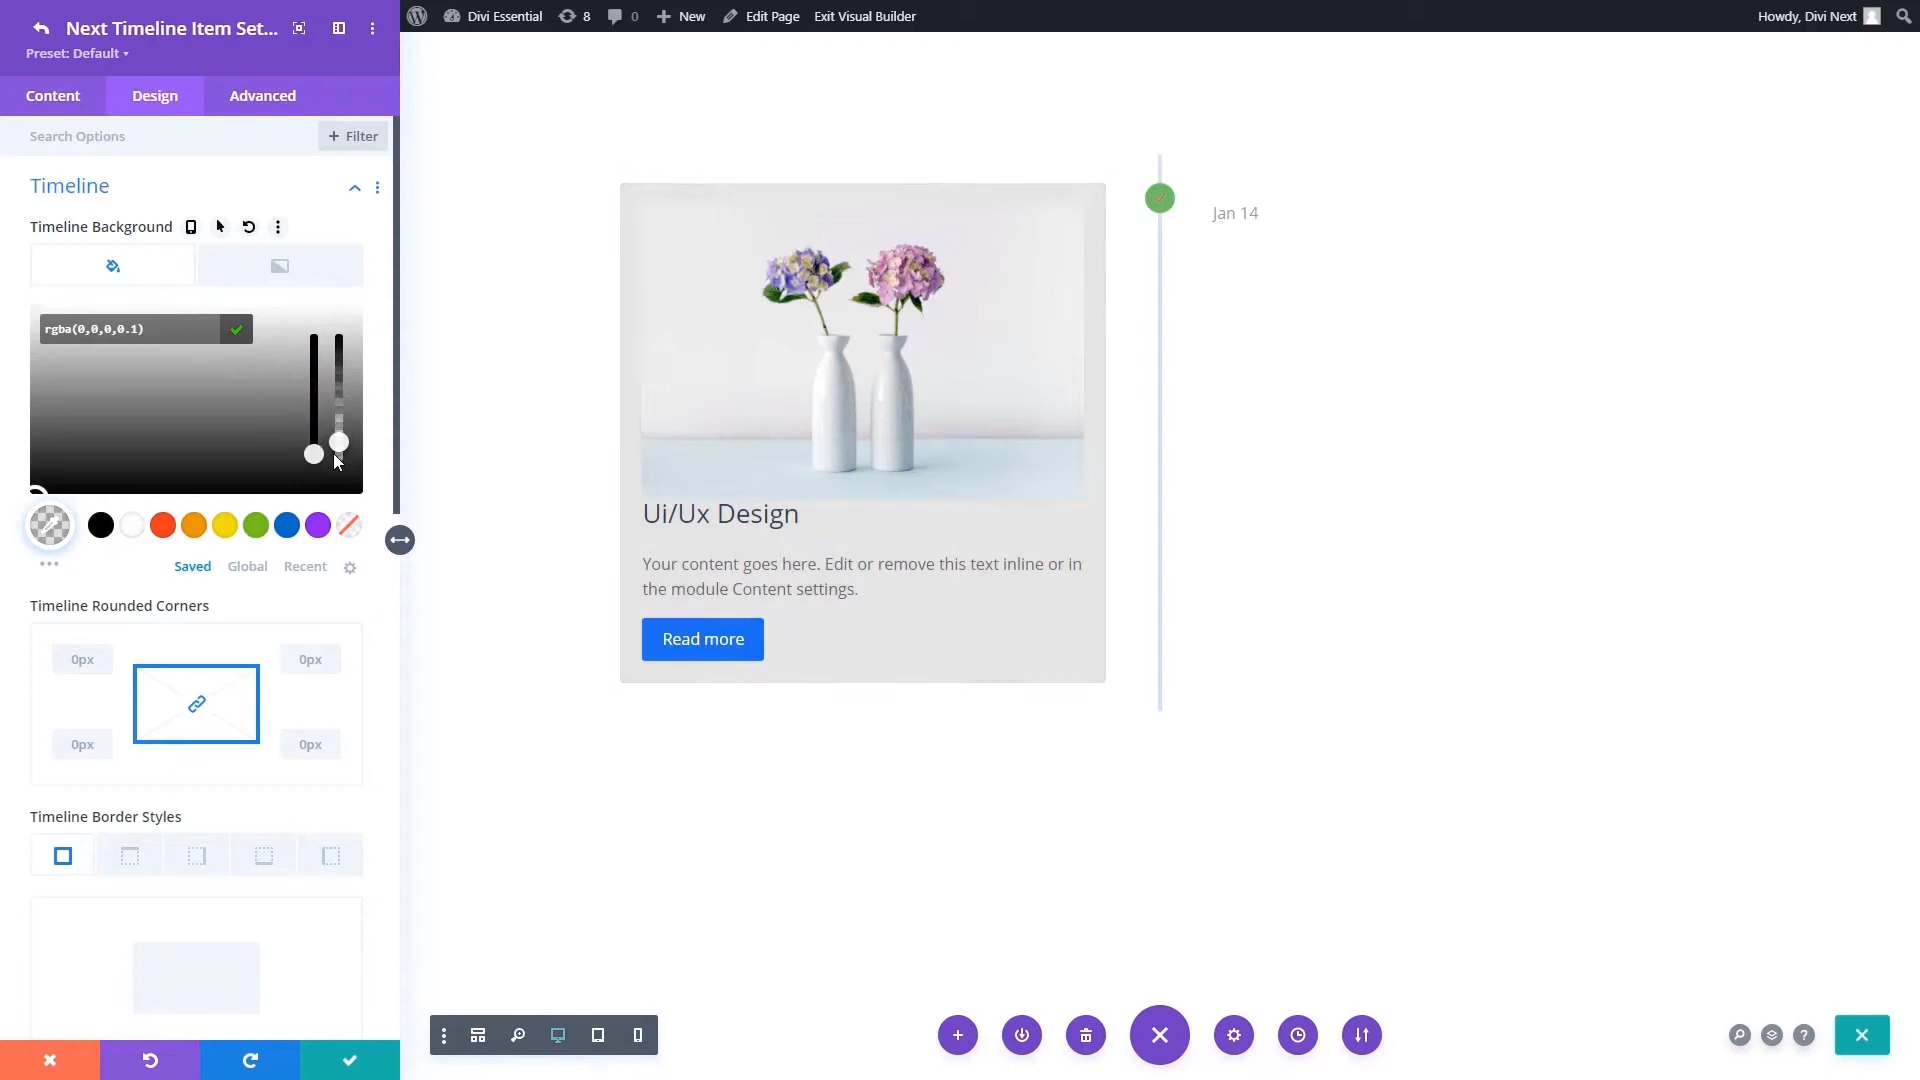 Next Timeline Item Set...
Preset: Default
Content Design Advanced
Search Options
+ Filter
Timeline
Timeline Background
rgba(0,0,0,0.1)
Saved Global Recent
Timeline Rounded Corners
0px 0px
0px 0px
Timeline Border Styles
Divi Essential 8 0 New Edit Page Exit Visual Builder
Howdy, Divi Next
Jan 14
Ui/Ux Design
Your content goes here. Edit or remove this text inline or in
the module Content settings.
Read more